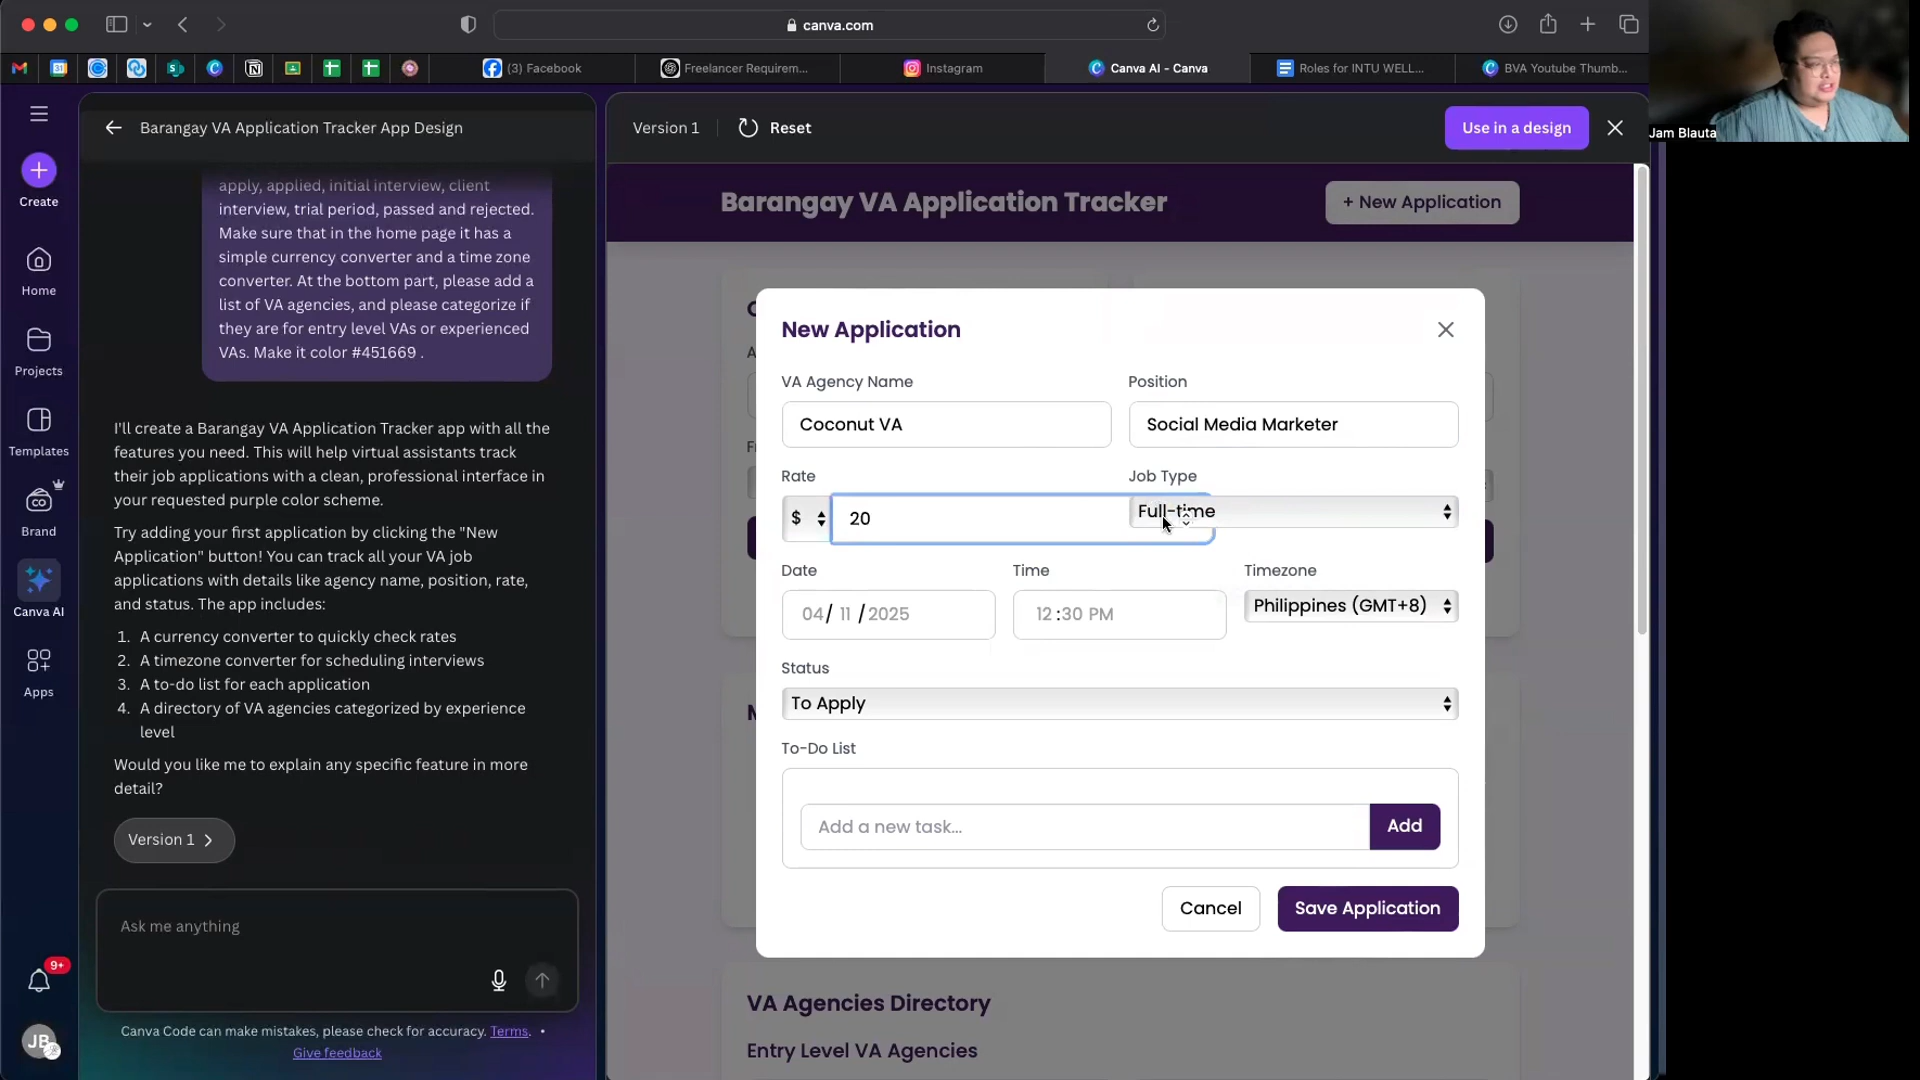 canva.com
(3) Facebook
Freelancer Requirem...
Instagram
Canva AI - Canva
Roles for INTU WELL...
BVA Youtube Thumb...
Jam Blauta
Create
Home
Projects
Templates
Brand
Canva AI
Apps
9+
JB
Barangay VA Application Tracker App Design
apply, applied, initial interview, client
interview, trial period, passed and rejected.
Make sure that in the home page it has a
simple currency converter and a time zone
converter. At the bottom part, please add a
list of VA agencies, and please categorize if
they are for entry level VAs or experienced
VAs. Make it color #451669 .
I'll create a Barangay VA Application Tracker app with all the
features you need. This will help virtual assistants track
their job applications with a clean, professional interface in
your requested purple color scheme.
Try adding your first application by clicking the "New
Application" button! You can track all your VA job
applications with details like agency name, position, rate,
and status. The app includes:
1. A currency converter to quickly check rates
2. A timezone converter for scheduling interviews
3. A to-do list for each application
4. A directory of VA agencies categorized by experience
level
Would you like me to explain any specific feature in more
detail?
Version 1
Ask me anything
Canva Code can make mistakes, please check for accuracy. Terms. •
Give feedback
Version 1
Reset
Use in a design
Barangay VA Application Tracker
+ New Application
New Application
VA Agency Name
Position
Coconut VA
Social Media Marketer
Rate
Job Type
$
20
Full-time
Date
Time
Timezone
04/ 11 /2025
12 :30 PM
Philippines (GMT+8)
Status
To Apply
To-Do List
Add a new task...
Add
Cancel
Save Application
VA Agencies Directory
Entry Level VA Agencies